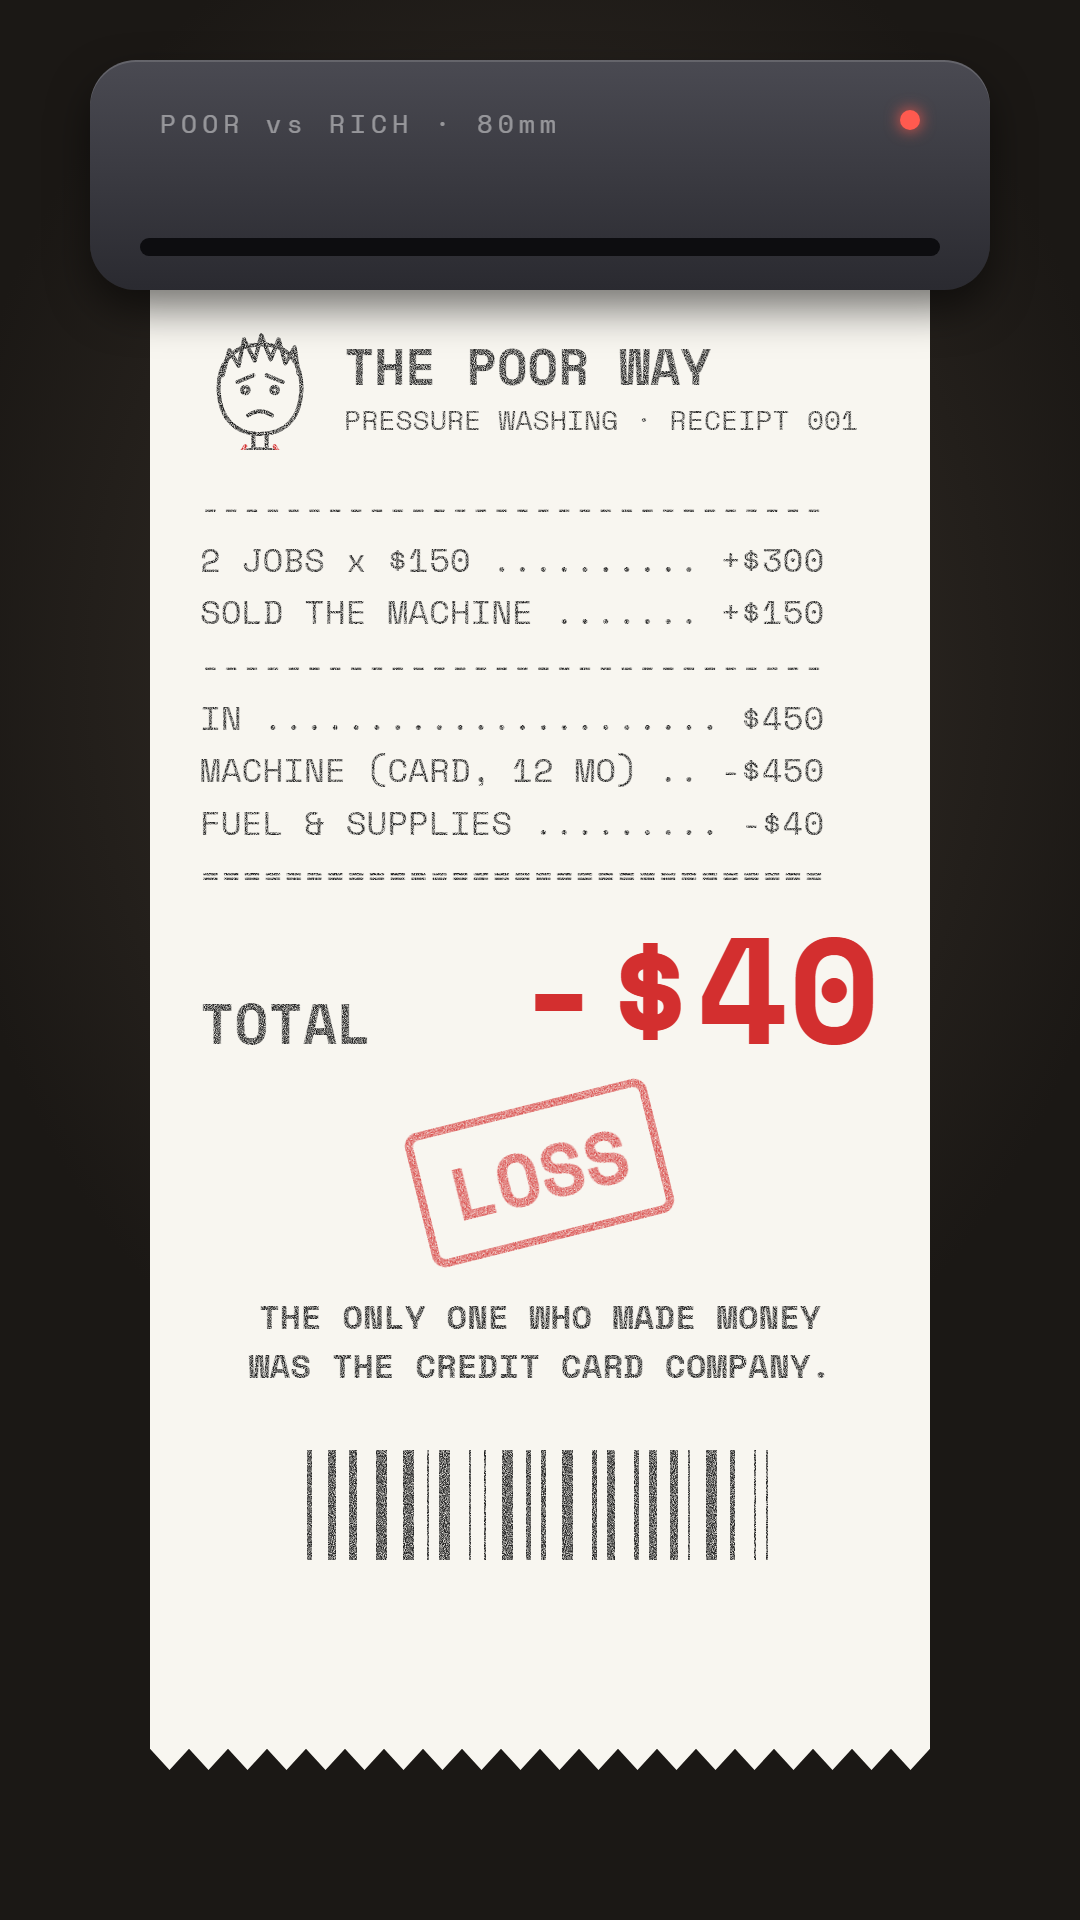 POOR vs RICH · 80mm
THE POOR WAY
PRESSURE WASHING · RECEIPT 001
2 JOBS x $150 .......... +$300
SOLD THE MACHINE ....... +$150
IN ...................... $450
MACHINE (CARD, 12 MO) .. -$450
FUEL & SUPPLIES ......... -$40
TOTAL -$40
LOSS
THE ONLY ONE WHO MADE MONEY
WAS THE CREDIT CARD COMPANY.